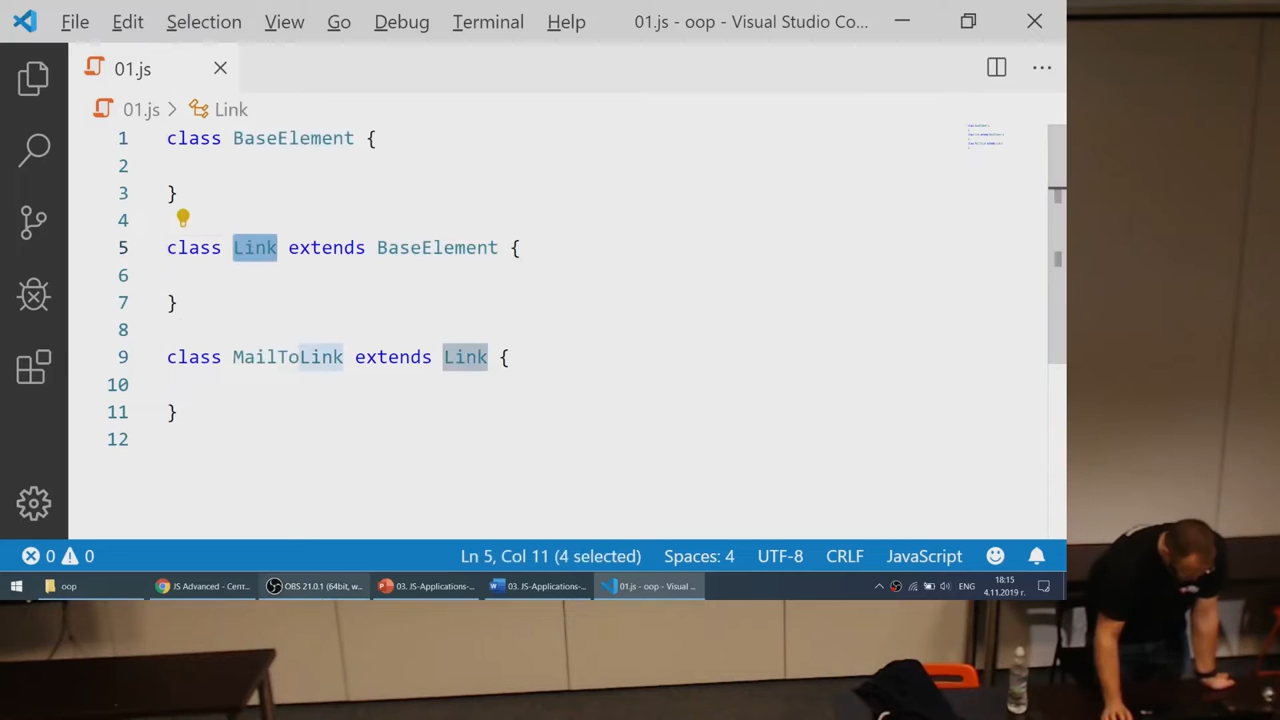 File Edit Selection View Go Debug Terminal Help 01.js - oop - Visual Studio Co...
01.js
01.js > Link
1 class BaseElement {
2
3 }
4
5 class Link extends BaseElement {
6
7 }
8
9 class MailToLink extends Link {
10
11 }
12
0 0 Ln 5, Col 11 (4 selected) Spaces: 4 UTF-8 CRLF JavaScript
oop JS Advanced - Cent... OBS 21.0.1 (64bit, w... 03. JS-Applications-... 03. JS-Applications-... 01.js - oop - Visual ... ENG 18:15
4.11.2019 г.